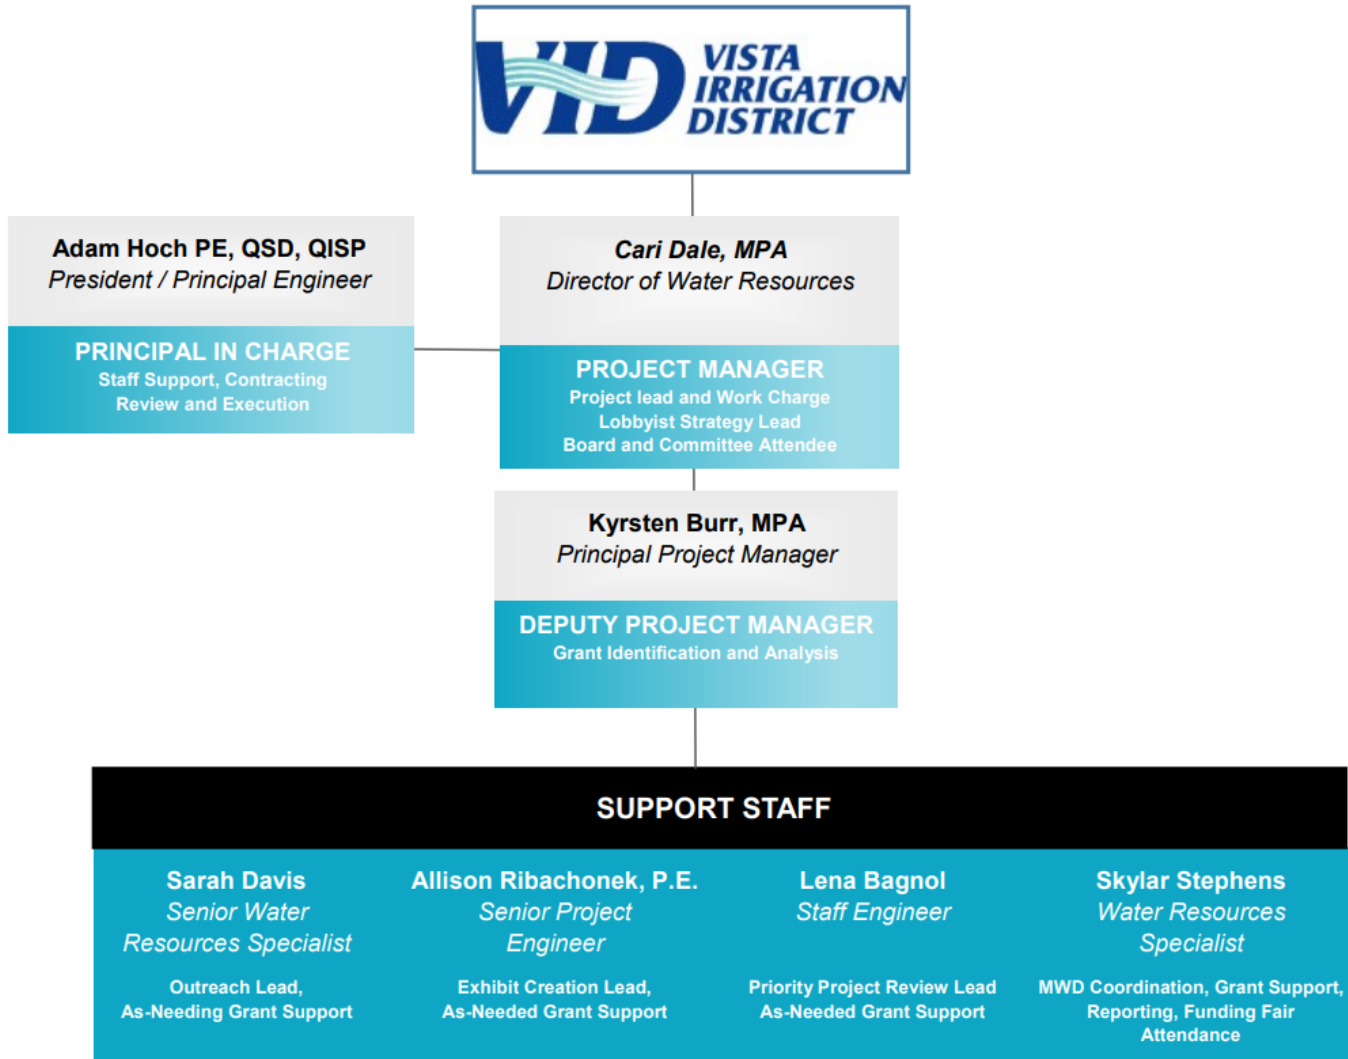 VID VISTA
IRRIGATION
DISTRICT
Adam Hoch PE, QSD, QISP
President / Principal Engineer
PRINCIPAL IN CHARGE
Staff Support, Contracting
Review and Execution
Cari Dale, MPA
Director of Water Resources
PROJECT MANAGER
Project lead and Work Charge
Lobbyist Strategy Lead
Board and Committee Attendee
Kyrsten Burr, MPA
Principal Project Manager
DEPUTY PROJECT MANAGER
Grant Identification and Analysis
SUPPORT STAFF
Sarah Davis
Senior Water
Resources Specialist
Outreach Lead,
As-Needing Grant Support
Allison Ribachonek, P.E.
Senior Project
Engineer
Exhibit Creation Lead,
As-Needed Grant Support
Lena Bagnol
Staff Engineer
Priority Project Review Lead
As-Needed Grant Support
Skylar Stephens
Water Resources
Specialist
MWD Coordination, Grant Support,
Reporting, Funding Fair
Attendance